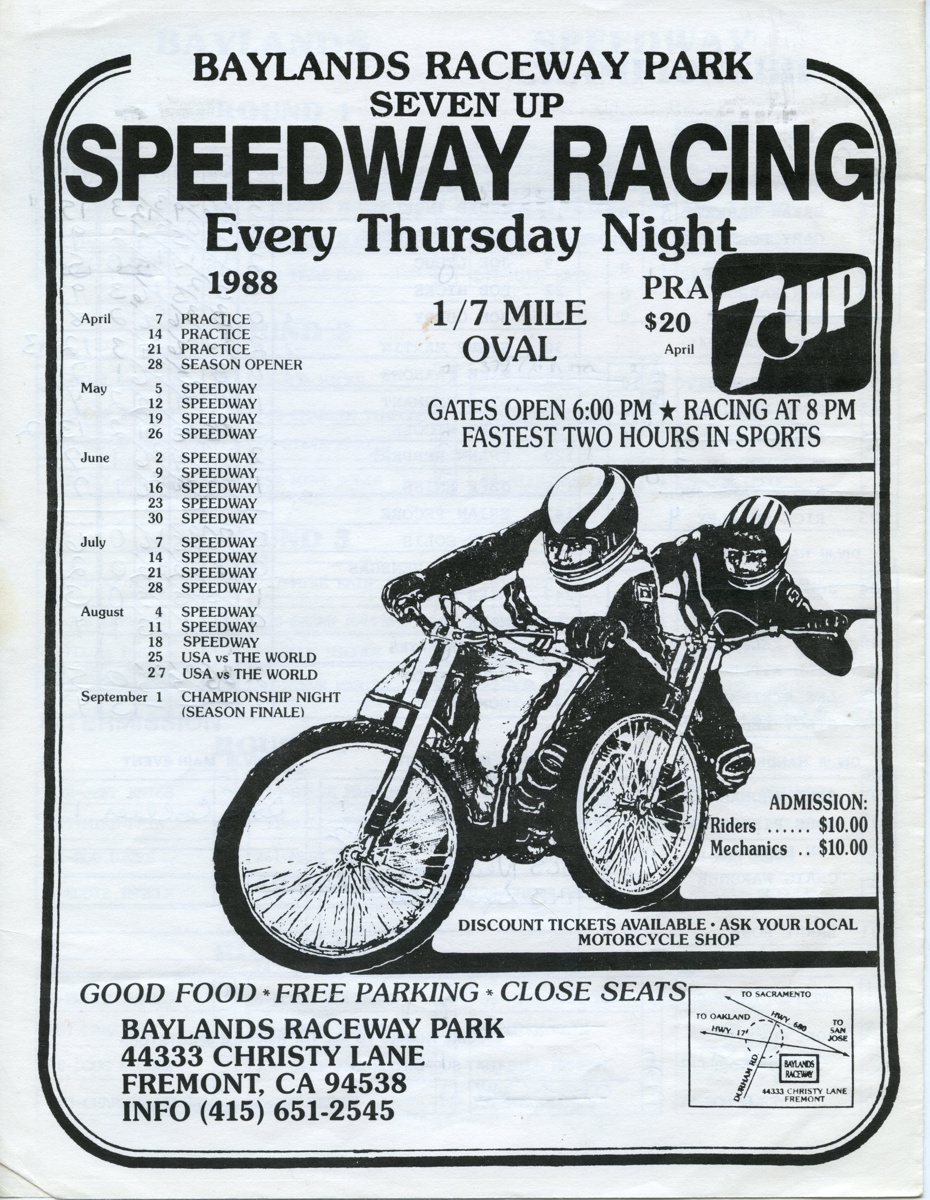 BAYLANDS RACEWAY PARK
SEVEN UP
SPEEDWAY RACING
Every Thursday Night
1988
April 7 PRACTICE
14 PRACTICE
21 PRACTICE
28 SEASON OPENER
May 5 SPEEDWAY
12 SPEEDWAY
19 SPEEDWAY
26 SPEEDWAY
June 2 SPEEDWAY
9 SPEEDWAY
16 SPEEDWAY
23 SPEEDWAY
30 SPEEDWAY
July 7 SPEEDWAY
14 SPEEDWAY
21 SPEEDWAY
28 SPEEDWAY
August 4 SPEEDWAY
11 SPEEDWAY
18 SPEEDWAY
25 USA vs THE WORLD
27 USA vs THE WORLD
September 1 CHAMPIONSHIP NIGHT
(SEASON FINALE)
1/7 MILE
OVAL
PRA
$20
April
7UP
GATES OPEN 6:00 PM ★ RACING AT 8 PM
FASTEST TWO HOURS IN SPORTS
ADMISSION:
Riders ...... $10.00
Mechanics .. $10.00
DISCOUNT TICKETS AVAILABLE • ASK YOUR LOCAL
MOTORCYCLE SHOP
GOOD FOOD * FREE PARKING * CLOSE SEATS
BAYLANDS RACEWAY PARK
44333 CHRISTY LANE
FREMONT, CA 94538
INFO (415) 651-2545
TO SACRAMENTO
TO OAKLAND
HWY. 680
HWY. 17
TO
SAN
JOSE
DURHAM RD
BAYLANDS
RACEWAY
44333 CHRISTY LANE
FREMONT